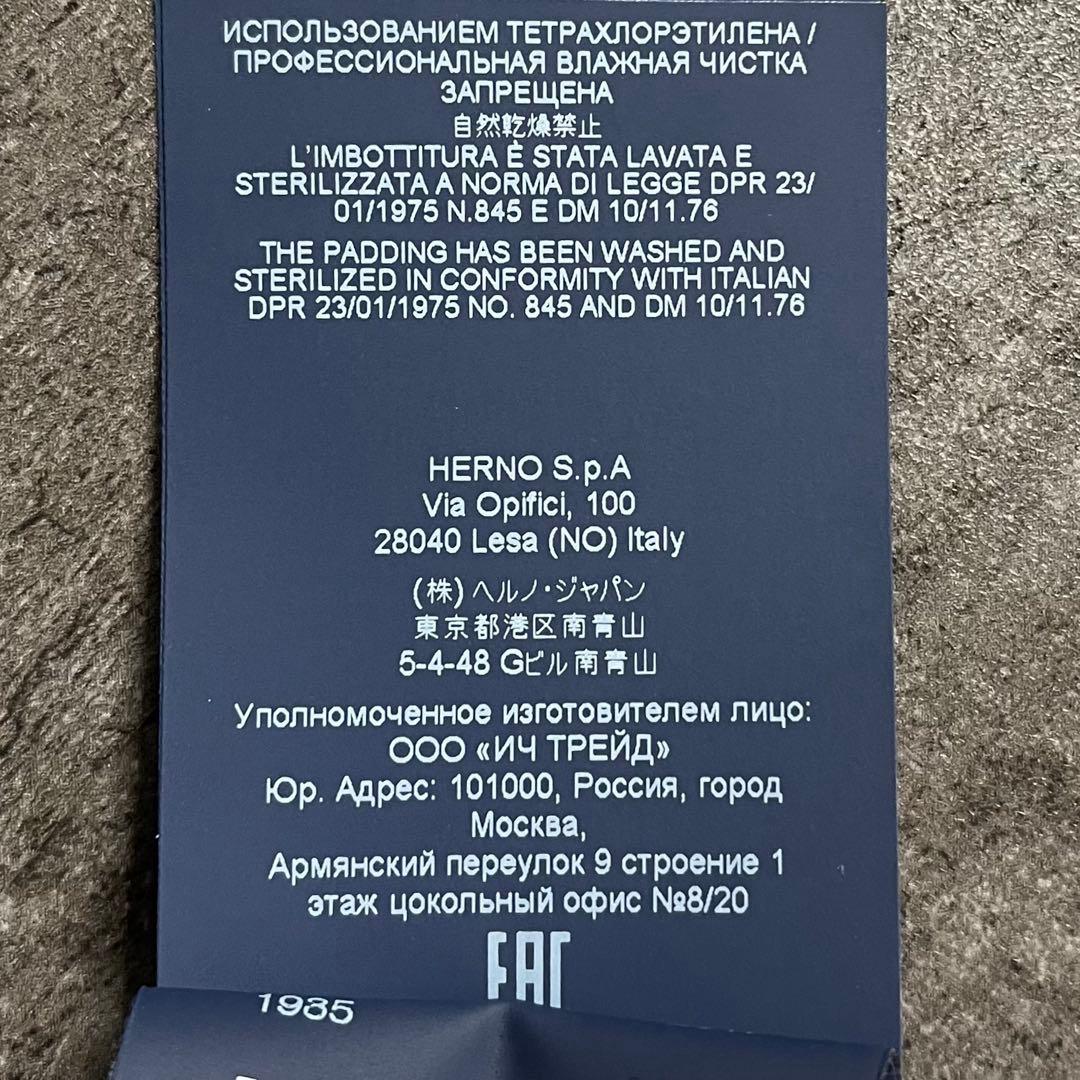 ИСПОЛЬЗОВАНИЕМ ТЕТРАХЛОРЭТИЛЕНА /
ПРОФЕССИОНАЛЬНАЯ ВЛАЖНАЯ ЧИСТКА
ЗАПРЕЩЕНА
自然乾燥禁止
L'IMBOTTITURA È STATA LAVATA E
STERILIZZATA A NORMA DI LEGGE DPR 23/
01/1975 N.845 E DM 10/11.76
THE PADDING HAS BEEN WASHED AND
STERILIZED IN CONFORMITY WITH ITALIAN
DPR 23/01/1975 NO. 845 AND DM 10/11.76
HERNO S.p.A
Via Opifici, 100
28040 Lesa (NO) Italy
(株) ヘルノ・ジャパン
東京都港区南青山
5-4-48 Gビル南青山
Уполномоченное изготовителем лицо:
ООО «ИЧ ТРЕЙД»
Юр. Адрес: 101000, Россия, город
Москва,
Армянский переулок 9 строение 1
этаж цокольный офис №8/20
EAC
1935